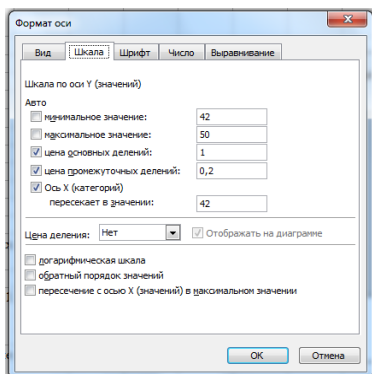 Формат оси
Вид Шкала Шрифт Число Выравнивание
Шкала по оси Y (значений)
Авто
минимальное значение: 42
максимальное значение: 50
цена основных делений: 1
цена промежуточных делений: 0,2
Ось X (категорий)
пересекает в значении: 42
Цена деления: Нет Отображать на диаграмме
логарифмическая шкала
обратный порядок значений
пересечение с осью X (значений) в максимальном значении
OK Отмена